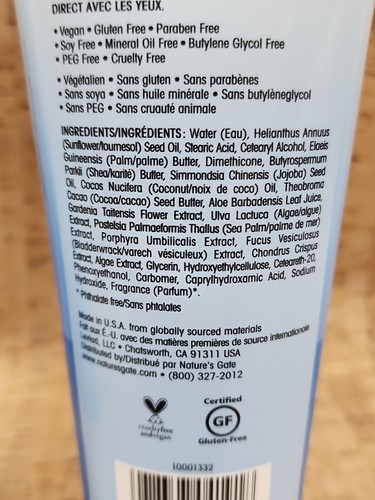 DIRECT AVEC LES YEUX.
• Vegan • Gluten Free • Paraben Free
• Soy Free • Mineral Oil Free • Butylene Glycol Free
• PEG Free • Cruelty Free
• Végétalien • Sans gluten • Sans parabènes
• Sans soya • Sans huile minérale • Sans butylèneglycol
• Sans PEG • Sans cruauté animale
INGREDIENTS/INGRÉDIENTS: Water (Eau), Helianthus Annuus
(Sunflower/tournesol) Seed Oil, Stearic Acid, Cetearyl Alcohol, Elaeis
Guineensis (Palm/palme) Butter, Dimethicone, Butyrospermum
Parkii (Shea/karité) Butter, Simmondsia Chinensis (Jojoba) Seed
Oil, Cocos Nucifera (Coconut/noix de coco) Oil, Theobroma
Cacao (Cocoa/cacao) Seed Butter, Aloe Barbadensis Leaf Juice,
Gardenia Taitensis Flower Extract, Ulva Lactuca (Algae/algue)
Extract, Postelsia Palmaeformis Thallus (Sea Palm/palme de mer)
Extract, Porphyra Umbilicalis Extract, Fucus Vesiculosus
(Bladderwrack/varech vésiculeux) Extract, Chondrus Crispus
Extract, Algae Extract, Glycerin, Hydroxyethylcellulose, Ceteareth-20,
Phenoxyethanol, Carbomer, Caprylhydroxamic Acid, Sodium
Hydroxide, Fragrance (Parfum)*.
* Phthalate free/Sans phtalates
Made in U.S.A. from globally sourced materials
Fait aux É.-U. avec des matières premières de source internationale
Levlad, LLC • Chatsworth, CA 91311 USA
Distributed by/Distribué par Nature's Gate
www.naturesgate.com • (800) 327-2012
crueltyfree
andvegan
Certified
GF
Gluten-Free
10001332